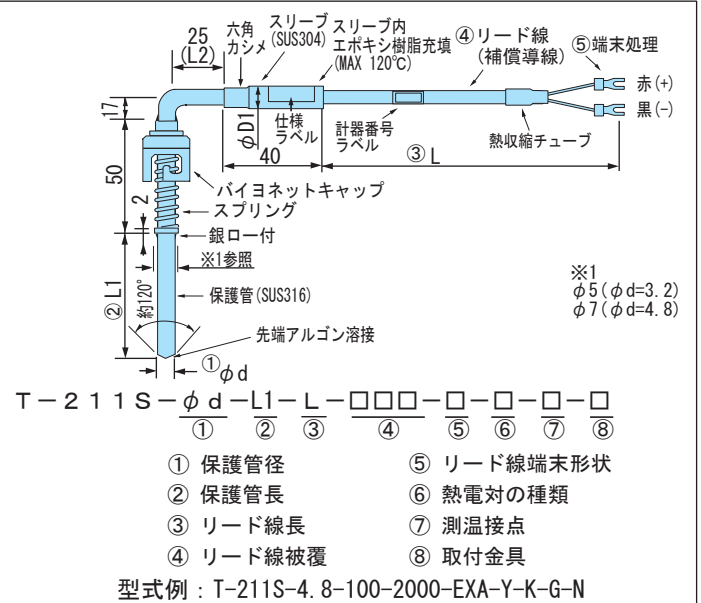 25
(L2)
六角
カシメ
スリーブ
(SUS304)
スリーブ内
エポキシ樹脂充填
(MAX 120℃)
④リード線
(補償導線)
⑤端末処理
赤(+)
黒(-)
17
φD1
仕様
ラベル
計器番号
ラベル
熱収縮チューブ
40
③ L
50
2
バイヨネットキャップ
スプリング
銀ロー付
※1参照
② L1
約120°
保護管(SUS316)
先端アルゴン溶接
① φd
※1
φ5(φd=3.2)
φ7(φd=4.8)
T-211S-φd-L1-L-□□□-□-□-□-□
① ② ③ ④ ⑤ ⑥ ⑦ ⑧
① 保護管径
② 保護管長
③ リード線長
④ リード線被覆
⑤ リード線端末形状
⑥ 熱電対の種類
⑦ 測温接点
⑧ 取付金具
型式例：T-211S-4.8-100-2000-EXA-Y-K-G-N